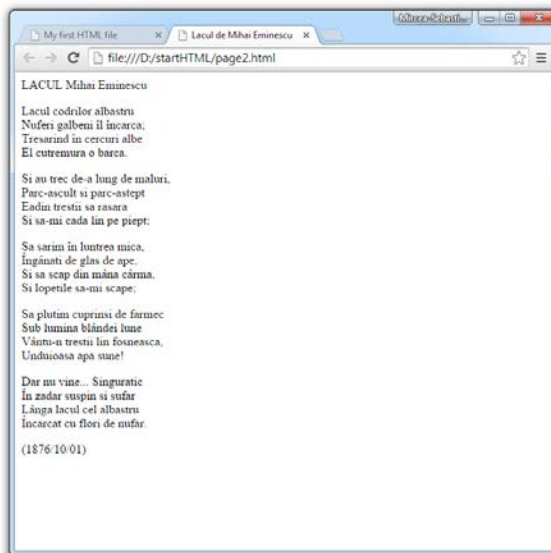 Mircea-Sebasti...
My first HTML file
Lacul de Mihai Eminescu
file:///D:/startHTML/page2.html
LACUL Mihai Eminescu
Lacul codrilor albastru
Nuferi galbeni îl incarca;
Tresarind in cercuri albe
El cutremura o barca.
Si au trec de-a lung de maluri,
Parc-ascult si parc-astept
Eadin trestii sa rasara
Si sa-mi cada lin pe piept;
Sa sarim în luntrea mica,
Îngânati de glas de ape,
Si sa scap din mâna cârma,
Si lopetile sa-mi scape;
Sa plutim cuprinsi de farmec
Sub lumina blândei lune
Vântu-n trestii lin fosneasca,
Unduioasa apa sune!
Dar nu vine... Singuratic
În zadar suspin si sufar
Lânga lacul cel albastru
Încarcat cu flori de nufar.
(1876/10/01)